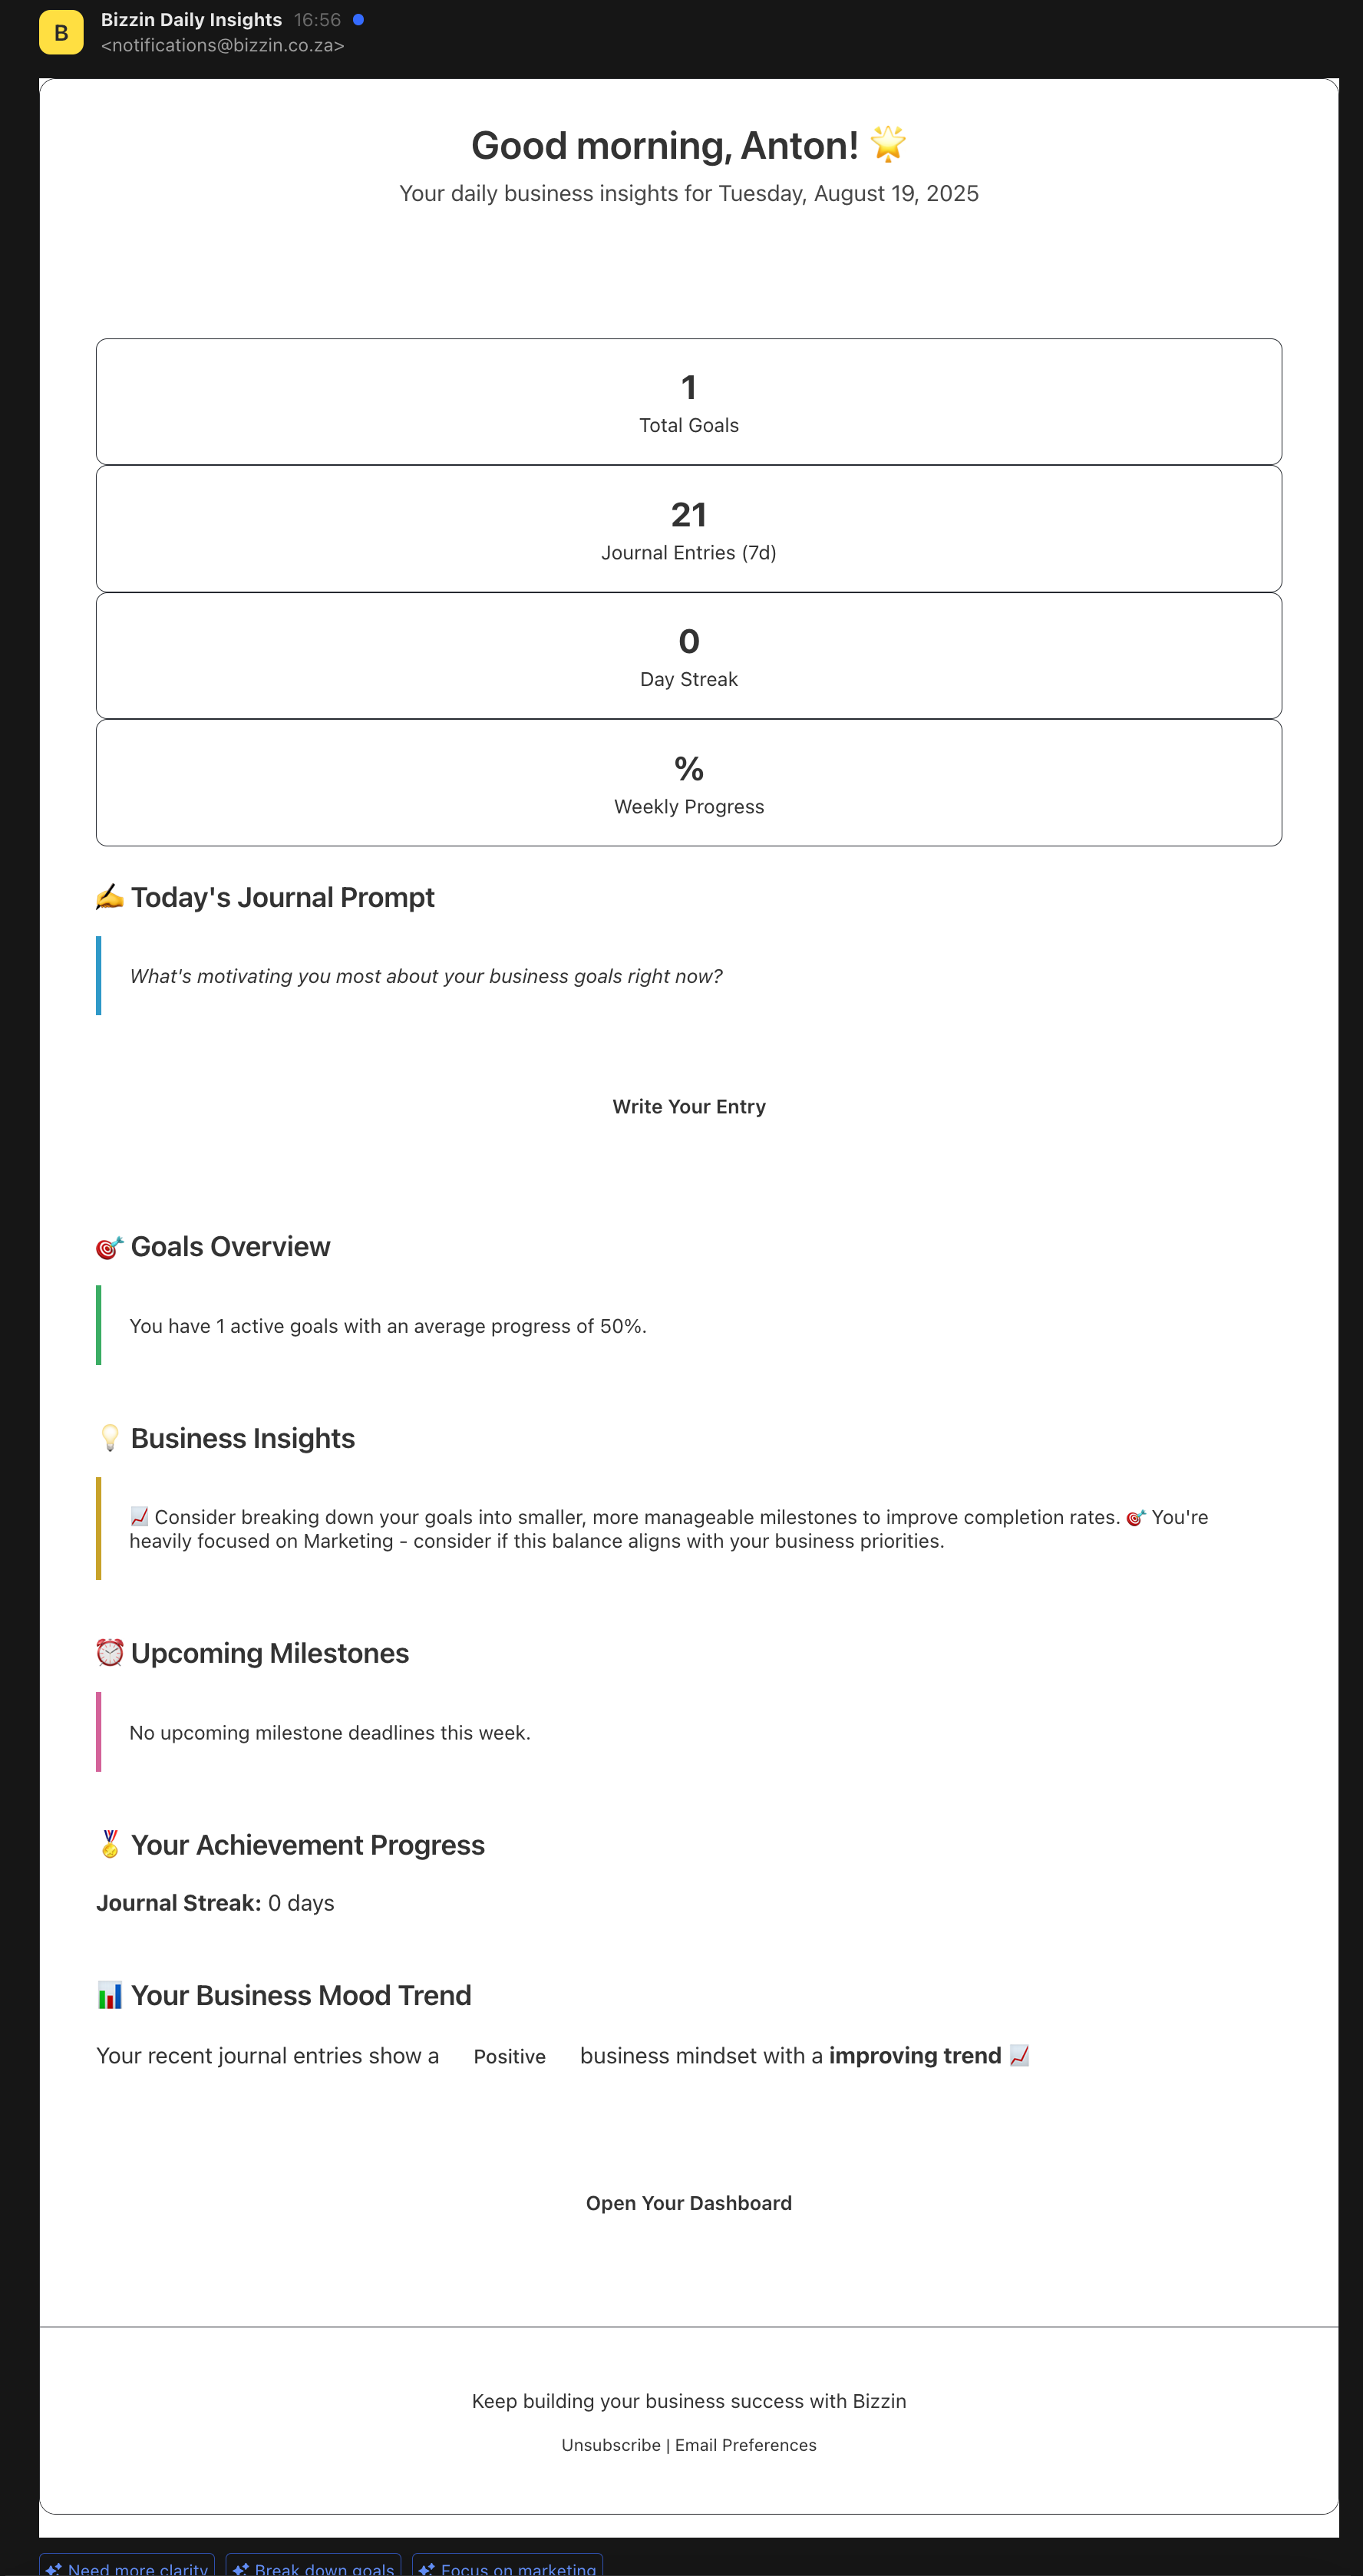 B
Bizzin Daily Insights 16:56
<notifications@bizzin.co.za>
Good morning, Anton! 🌟
Your daily business insights for Tuesday, August 19, 2025
1
Total Goals
21
Journal Entries (7d)
0
Day Streak
%
Weekly Progress
✍️ Today's Journal Prompt
What's motivating you most about your business goals right now?
Write Your Entry
🎯 Goals Overview
You have 1 active goals with an average progress of 50%.
💡 Business Insights
📈 Consider breaking down your goals into smaller, more manageable milestones to improve completion rates. 🎯 You're
heavily focused on Marketing - consider if this balance aligns with your business priorities.
⏰ Upcoming Milestones
No upcoming milestone deadlines this week.
🏅 Your Achievement Progress
Journal Streak: 0 days
📊 Your Business Mood Trend
Your recent journal entries show a Positive business mindset with a improving trend 📈
Open Your Dashboard
Keep building your business success with Bizzin
Unsubscribe | Email Preferences
Need more clarity Break down goals Focus on marketing